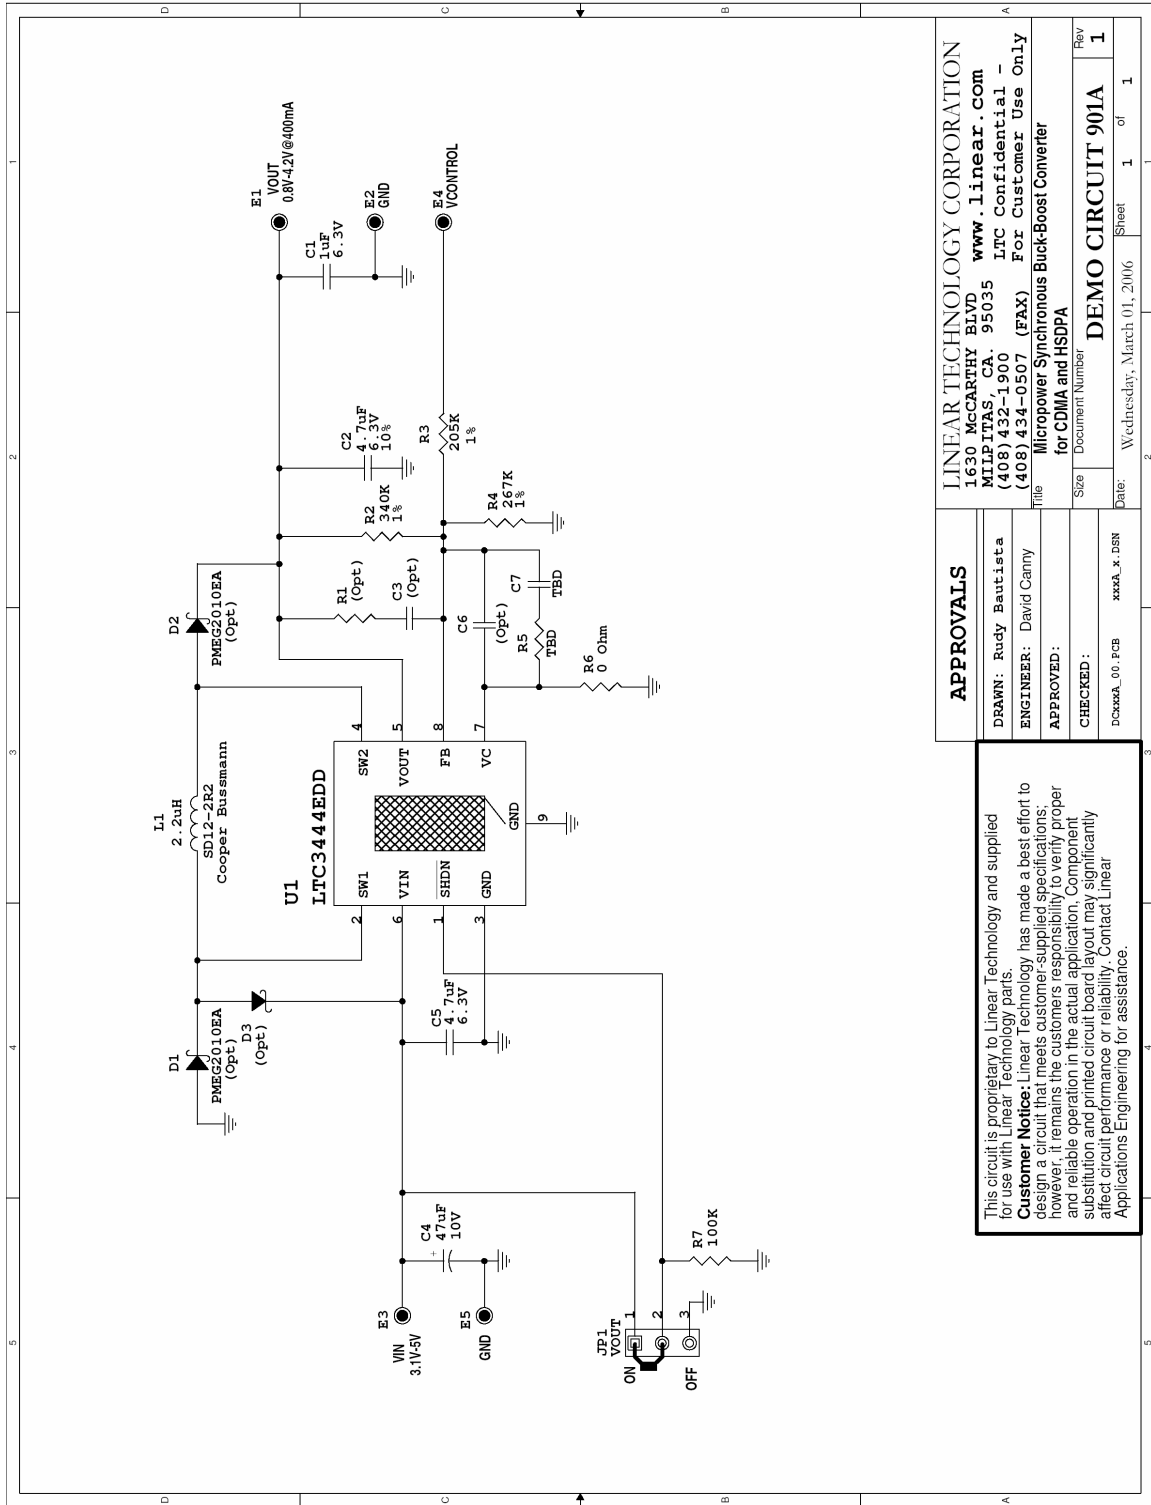 D
C
B
A
1
2
3
4
5
L1
2.2uH
SD12-2R2
Cooper Bussmann
D1
PMEG2010EA
(Opt)
D3
(Opt)
D2
PMEG2010EA
(Opt)
U1
LTC3444EDD
SW1
VIN
SHDN
GND
SW2
VOUT
FB
VC
GND
2
6
1
3
4
5
8
7
9
E3
VIN
3.1V-5V
E5
GND
C4
+
47uF
10V
C5
4.7uF
6.3V
R1
(Opt)
C3
(Opt)
R2
340K
1%
C2
4.7uF
6.3V
10%
C1
1uF
6.3V
E1
VOUT
0.8V-4.2V@400mA
E2
GND
E4
VCONTROL
R3
205K
1%
R4
267K
1%
C6
(Opt)
R5
TBD
C7
TBD
R6
0 Ohm
JP1
VOUT
ON
OFF
1
2
3
R7
100K
This circuit is proprietary to Linear Technology and supplied
for use with Linear Technology parts.
Customer Notice: Linear Technology has made a best effort to
design a circuit that meets customer-supplied specifications;
however, it remains the customers responsibility to verify proper
and reliable operation in the actual application, Component
substitution and printed circuit board layout may significantly
affect circuit performance or reliability. Contact Linear
Applications Engineering for assistance.
APPROVALS
DRAWN: Rudy Bautista
ENGINEER: David Canny
APPROVED:
CHECKED:
DCxxxA_00.PCB xxxA_x.DSN
LINEAR TECHNOLOGY CORPORATION
1630 McCARTHY BLVD www.linear.com
MILPITAS, CA. 95035
(408)432-1900 LTC Confidential -
(408)434-0507 (FAX) For Customer Use Only
Title
Micropower Synchronous Buck-Boost Converter
for CDMA and HSDPA
Size
Document Number
DEMO CIRCUIT 901A
Rev
1
Date:
Wednesday, March 01, 2006
Sheet 1 of 1
5
4
3
2
1
D
C
B
A